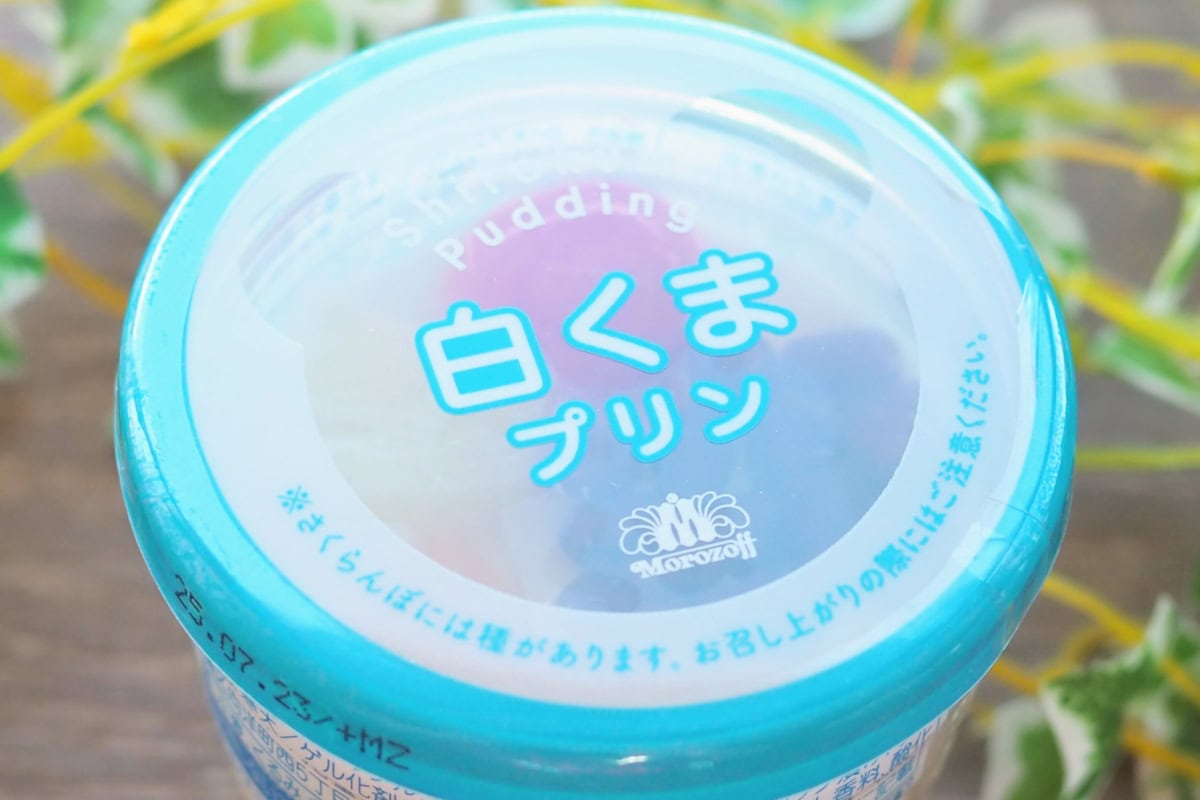 Pudding
白くま
プリン
M
Morozoff
※さくらんぼには種があります。お召し上がりの際にはご注意ください。
25.07.23/+MZ